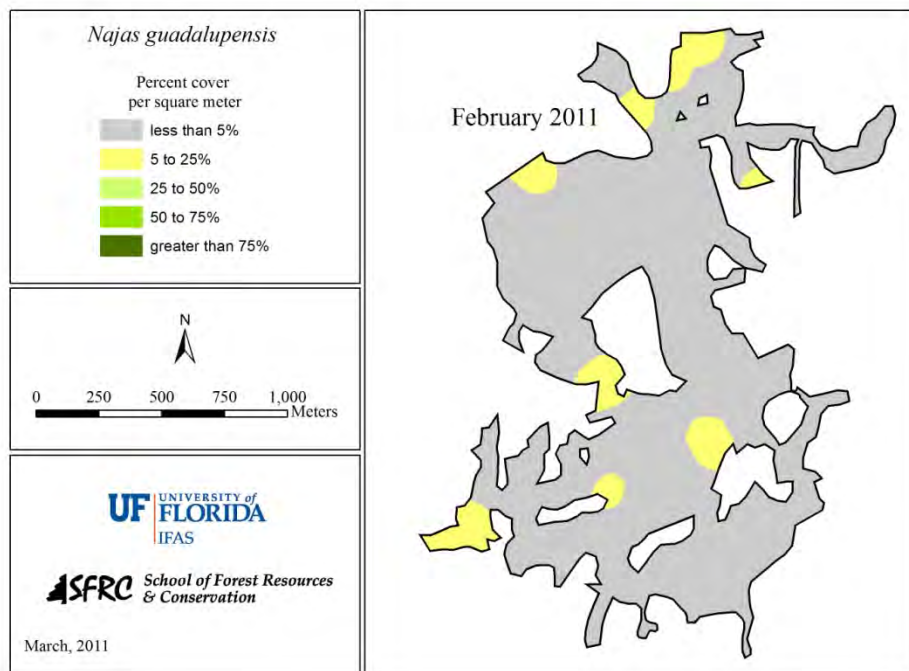 Najas guadalupensis
Percent cover
per square meter
less than 5%
5 to 25%
25 to 50%
50 to 75%
greater than 75%
February 2011
N
0 250 500 750 1,000
Meters
UF UNIVERSITY of
FLORIDA
IFAS
SFRC School of Forest Resources
& Conservation
March, 2011